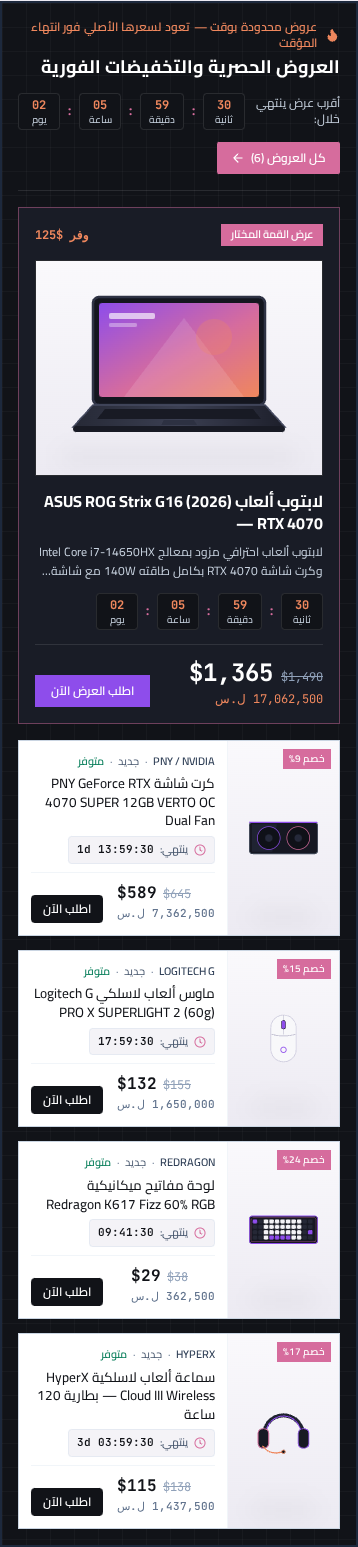 عروض محدودة بوقت — تعود لسعرها الأصلي فور انتهاء
المؤقت
العروض الحصرية والتخفيضات الفورية
أقرب عرض ينتهي
خلال:
30 : 59 : 05 : 02
ثانية دقيقة ساعة يوم
كل العروض (6) ←
عرض القمة المختار
وفر $125
لابتوب ألعاب ASUS ROG Strix G16 (2026)
— RTX 4070
لابتوب ألعاب احترافي مزود بمعالج Intel Core i7-14650HX
وكرت شاشة RTX 4070 بكامل طاقته 140W مع شاشة...
30 : 59 : 05 : 02
ثانية دقيقة ساعة يوم
$1,490 $1,365
17,062,500 ل.س
اطلب العرض الآن
خصم 9%
PNY / NVIDIA · جديد · متوفر
كرت شاشة PNY GeForce RTX
4070 SUPER 12GB VERTO OC
Dual Fan
ينتهي: 1d 13:59:30
$645 $589
7,362,500 ل.س
اطلب الآن
خصم 15%
LOGITECH G · جديد · متوفر
ماوس ألعاب لاسلكي Logitech G
PRO X SUPERLIGHT 2 (60g)
ينتهي: 17:59:30
$155 $132
1,650,000 ل.س
اطلب الآن
خصم 24%
REDRAGON · جديد · متوفر
لوحة مفاتيح ميكانيكية
Redragon K617 Fizz 60% RGB
ينتهي: 09:41:30
$38 $29
362,500 ل.س
اطلب الآن
خصم 17%
HYPERX · جديد · متوفر
سماعة ألعاب لاسلكية HyperX
Cloud III Wireless — بطارية 120
ساعة
ينتهي: 3d 03:59:30
$138 $115
1,437,500 ل.س
اطلب الآن